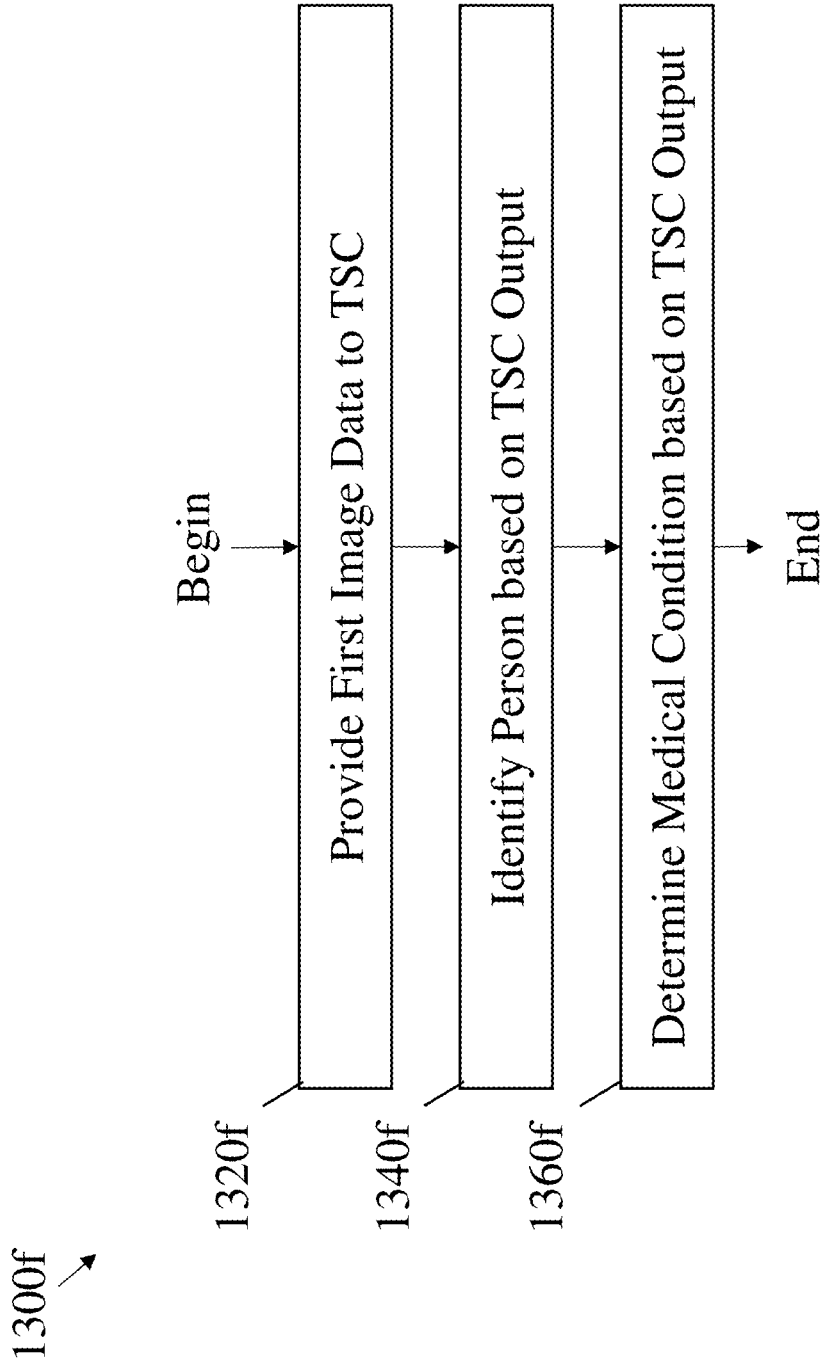 1300f
Begin
1320f
Provide First Image Data to TSC
1340f
Identify Person based on TSC Output
1360f
Determine Medical Condition based on TSC Output
End